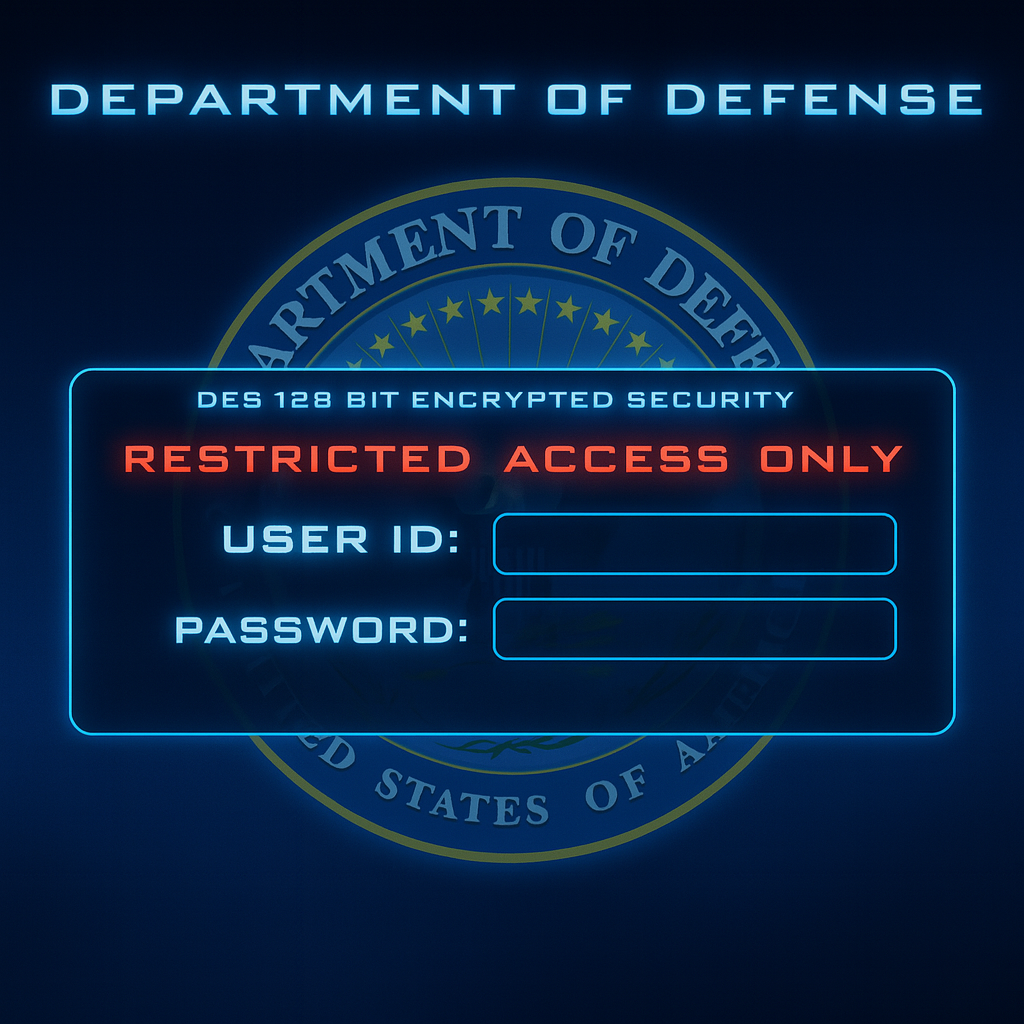 DEPARTMENT OF DEFENSE
ARTMENT OF DEFE
DES 128 BIT ENCRYPTED SECURITY
RESTRICTED ACCESS ONLY
USER ID:
PASSWORD:
STATES OF